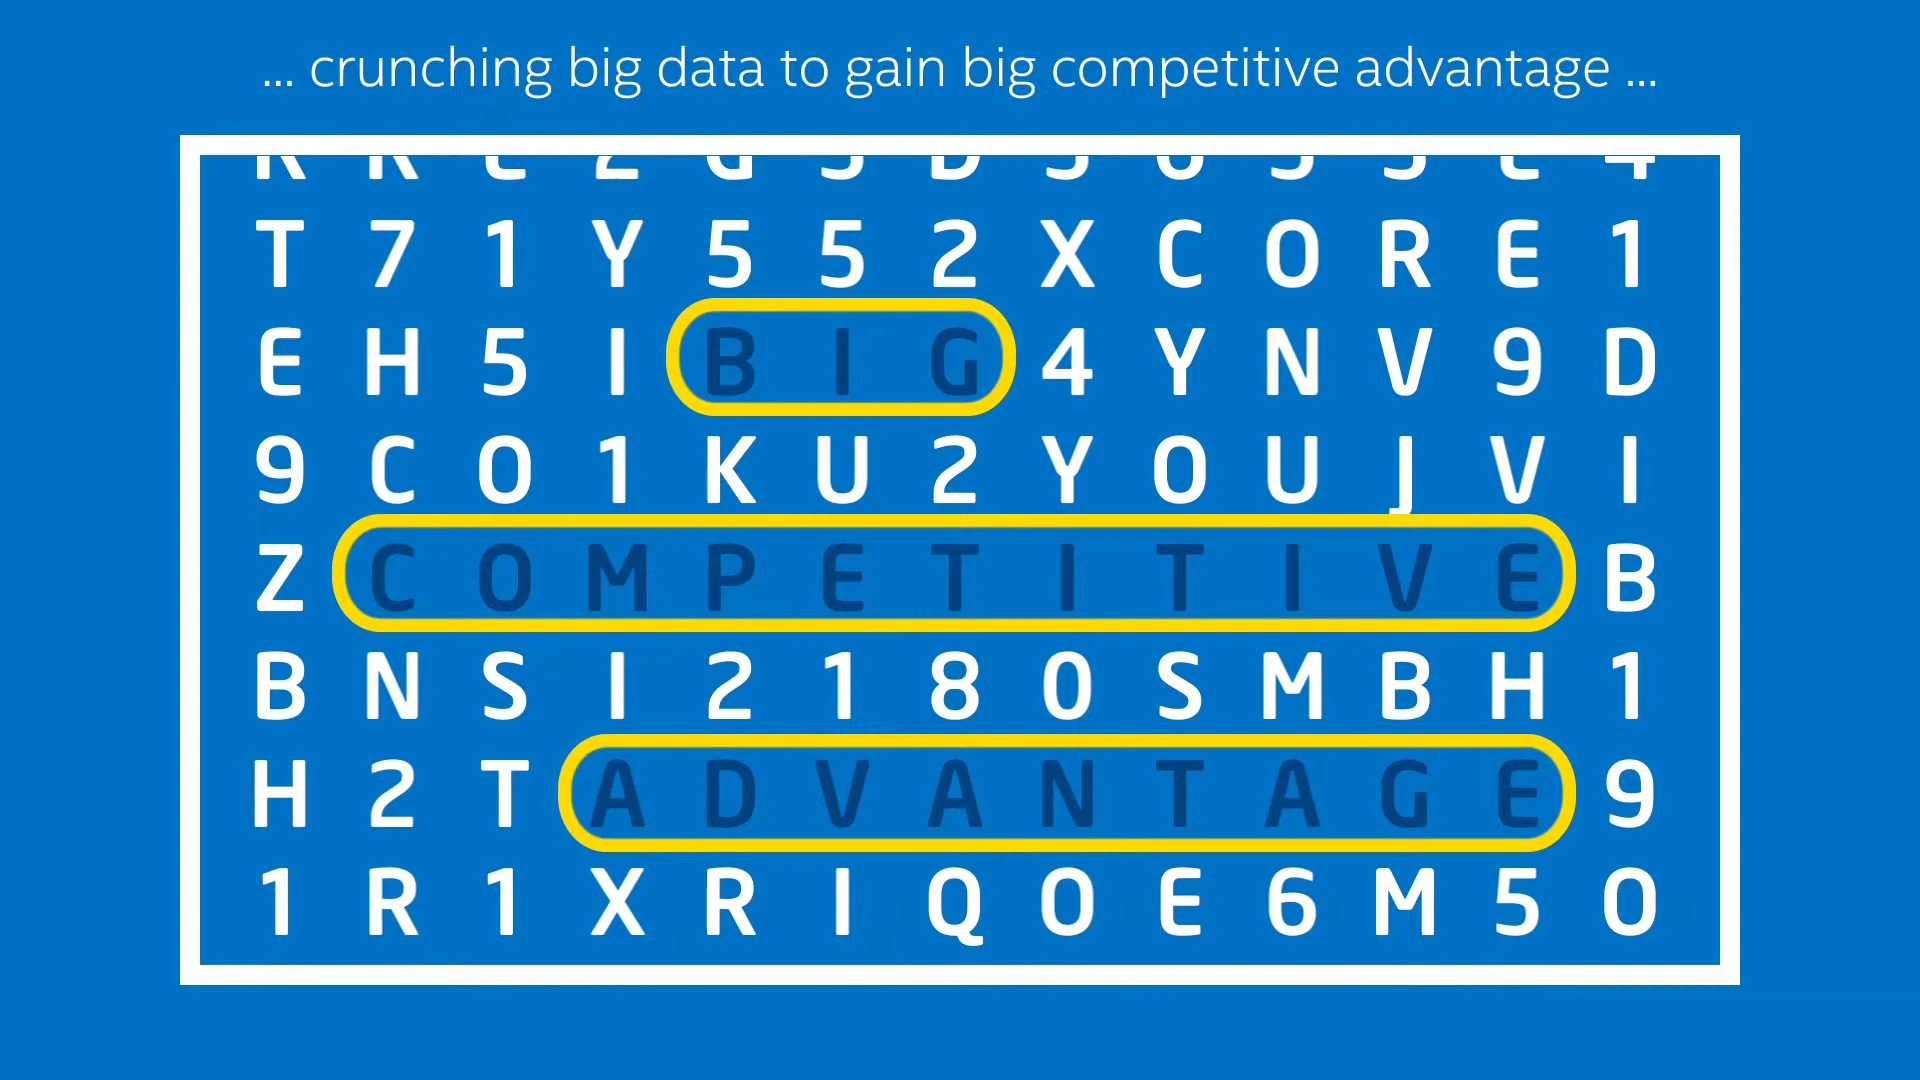 ... crunching big data to gain big competitive advantage ...
T 7 1 Y 5 5 2 X C O R E 1
E H 5 I B I G 4 Y N V 9 D
9 C O 1 K U 2 Y O U J V I
Z C O M P E T I T I V E B
B N S I 2 1 8 0 S M B H 1
H 2 T A D V A N T A G E 9
1 R 1 X R I Q O E 6 M 5 O